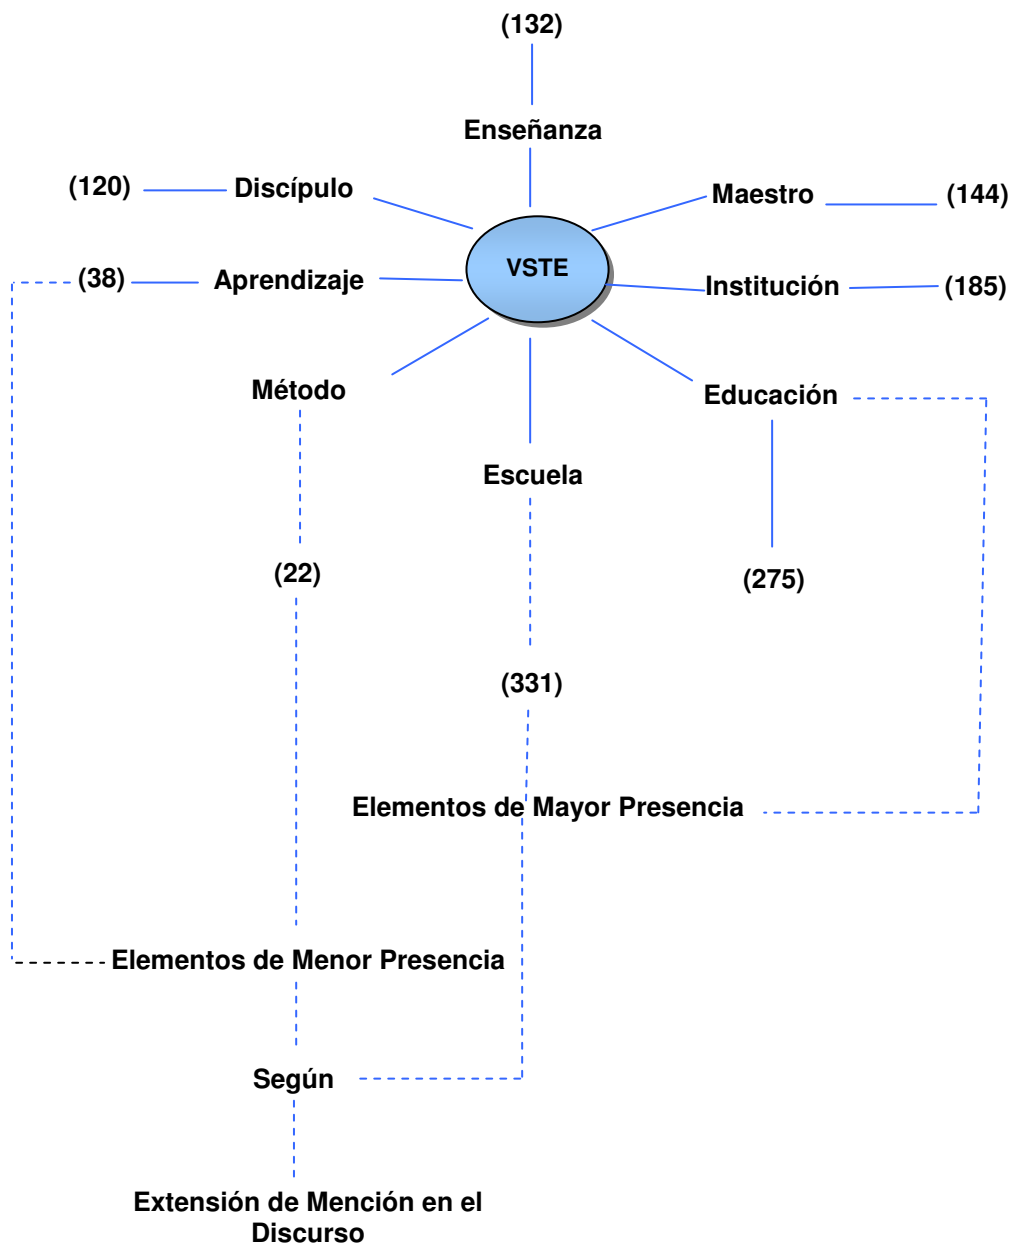 (132)
Enseñanza
(120)
Discípulo
Maestro
(144)
VSTE
(38)
Aprendizaje
Institución
(185)
Método
Educación
Escuela
(22)
(275)
(331)
Elementos de Mayor Presencia
Elementos de Menor Presencia
Según
Extensión de Mención en el
Discurso